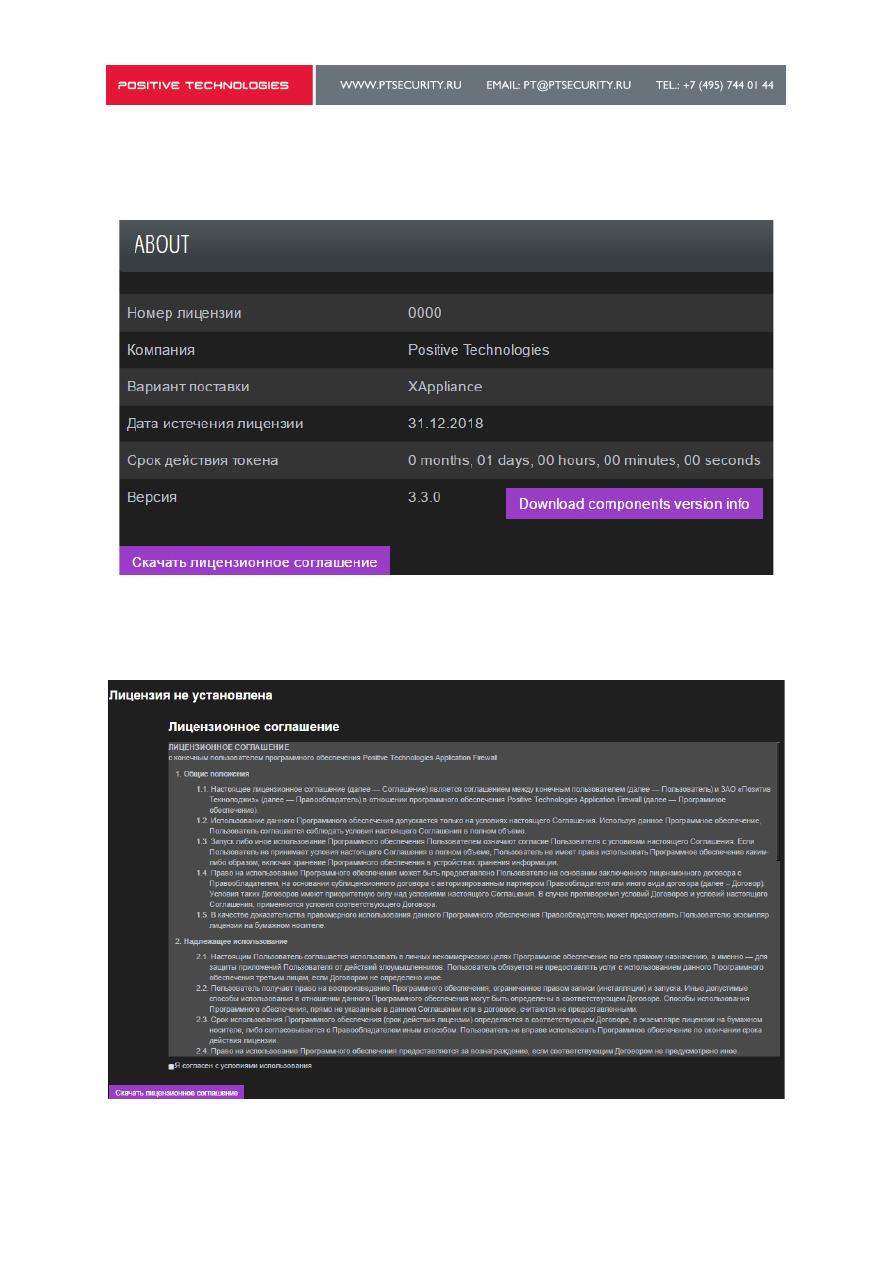 POSITIVE TECHNOLOGIES WWW.PTSECURITY.RU EMAIL: PT@PTSECURITY.RU TEL.: +7 (495) 744 01 44
ABOUT
Номер лицензии 0000
Компания Positive Technologies
Вариант поставки XAppliance
Дата истечения лицензии 31.12.2018
Срок действия токена 0 months, 01 days, 00 hours, 00 minutes, 00 seconds
Версия 3.3.0 Download components version info
Скачать лицензионное соглашение
Лицензия не установлена
Лицензионное соглашение
ЛИЦЕНЗИОННОЕ СОГЛАШЕНИЕ
с конечным пользователем программного обеспечения Positive Technologies Application Firewall
1. Общие положения
1.1. Настоящее лицензионное соглашение (далее — Соглашение) является соглашением между конечным пользователем (далее — Пользователь) и ЗАО «Позитив
Текнолоджиз» (далее — Правообладатель) в отношении программного обеспечения Positive Technologies Application Firewall (далее — Программное
обеспечение).
1.2. Использование данного Программного обеспечения допускается только на условиях настоящего Соглашения. Используя данное Программное обеспечение,
Пользователь соглашается соблюдать условия настоящего Соглашения в полном объеме.
1.3. Запуск либо иное использование Программного обеспечения Пользователем означают согласие Пользователя с условиями настоящего Соглашения. Если
Пользователь не принимает условия настоящего Соглашения в полном объеме, Пользователь не имеет права использовать Программное обеспечение каким-
либо образом, включая хранение Программного обеспечения в устройствах хранения информации.
1.4. Право на использование Программного обеспечения может быть предоставлено Пользователю на основании заключенного лицензионного договора с
Правообладателем, на основании сублицензионного договора с авторизированным партнером Правообладателя или иного вида договора (далее – Договор).
Условия таких Договоров имеют приоритетную силу над условиями настоящего Соглашения. В случае противоречия условий Договоров и условий настоящего
Соглашения, применяются условия соответствующего Договора.
1.5. В качестве доказательства правомерного использования данного Программного обеспечения Правообладатель может предоставить Пользователю экземпляр
лицензии на бумажном носителе.
2. Надлежащее использование
2.1. Настоящим Пользователь соглашается использовать в личных некоммерческих целях Программное обеспечение по его прямому назначению, а именно — для
защиты приложений Пользователя от действий злоумышленников. Пользователь обязуется не предоставлять услуг с использованием данного Программного
обеспечения третьим лицам, если Договором не определено иное.
2.2. Пользователь получает право на воспроизведение Программного обеспечения, ограниченное правом записи (инсталляции) и запуска. Иные допустимые
способы использования в отношении данного Программного обеспечения могут быть определены в соответствующем Договоре. Способы использования
Программного обеспечения, прямо не указанные в данном Соглашении или в договоре, считаются не предоставленными.
2.3. Срок использования Программного обеспечения (срок действия лицензии) определяется в соответствующем Договоре, в экземпляре лицензии на бумажном
носителе, либо согласовывается с Правообладателем иным способом. Пользователь не вправе использовать Программное обеспечение по окончании срока
действия лицензии.
2.4. Право на использование Программного обеспечения предоставляется за вознаграждение, если соответствующим Договором не предусмотрено иное.
Я согласен с условиями использования
Скачать лицензионное соглашение